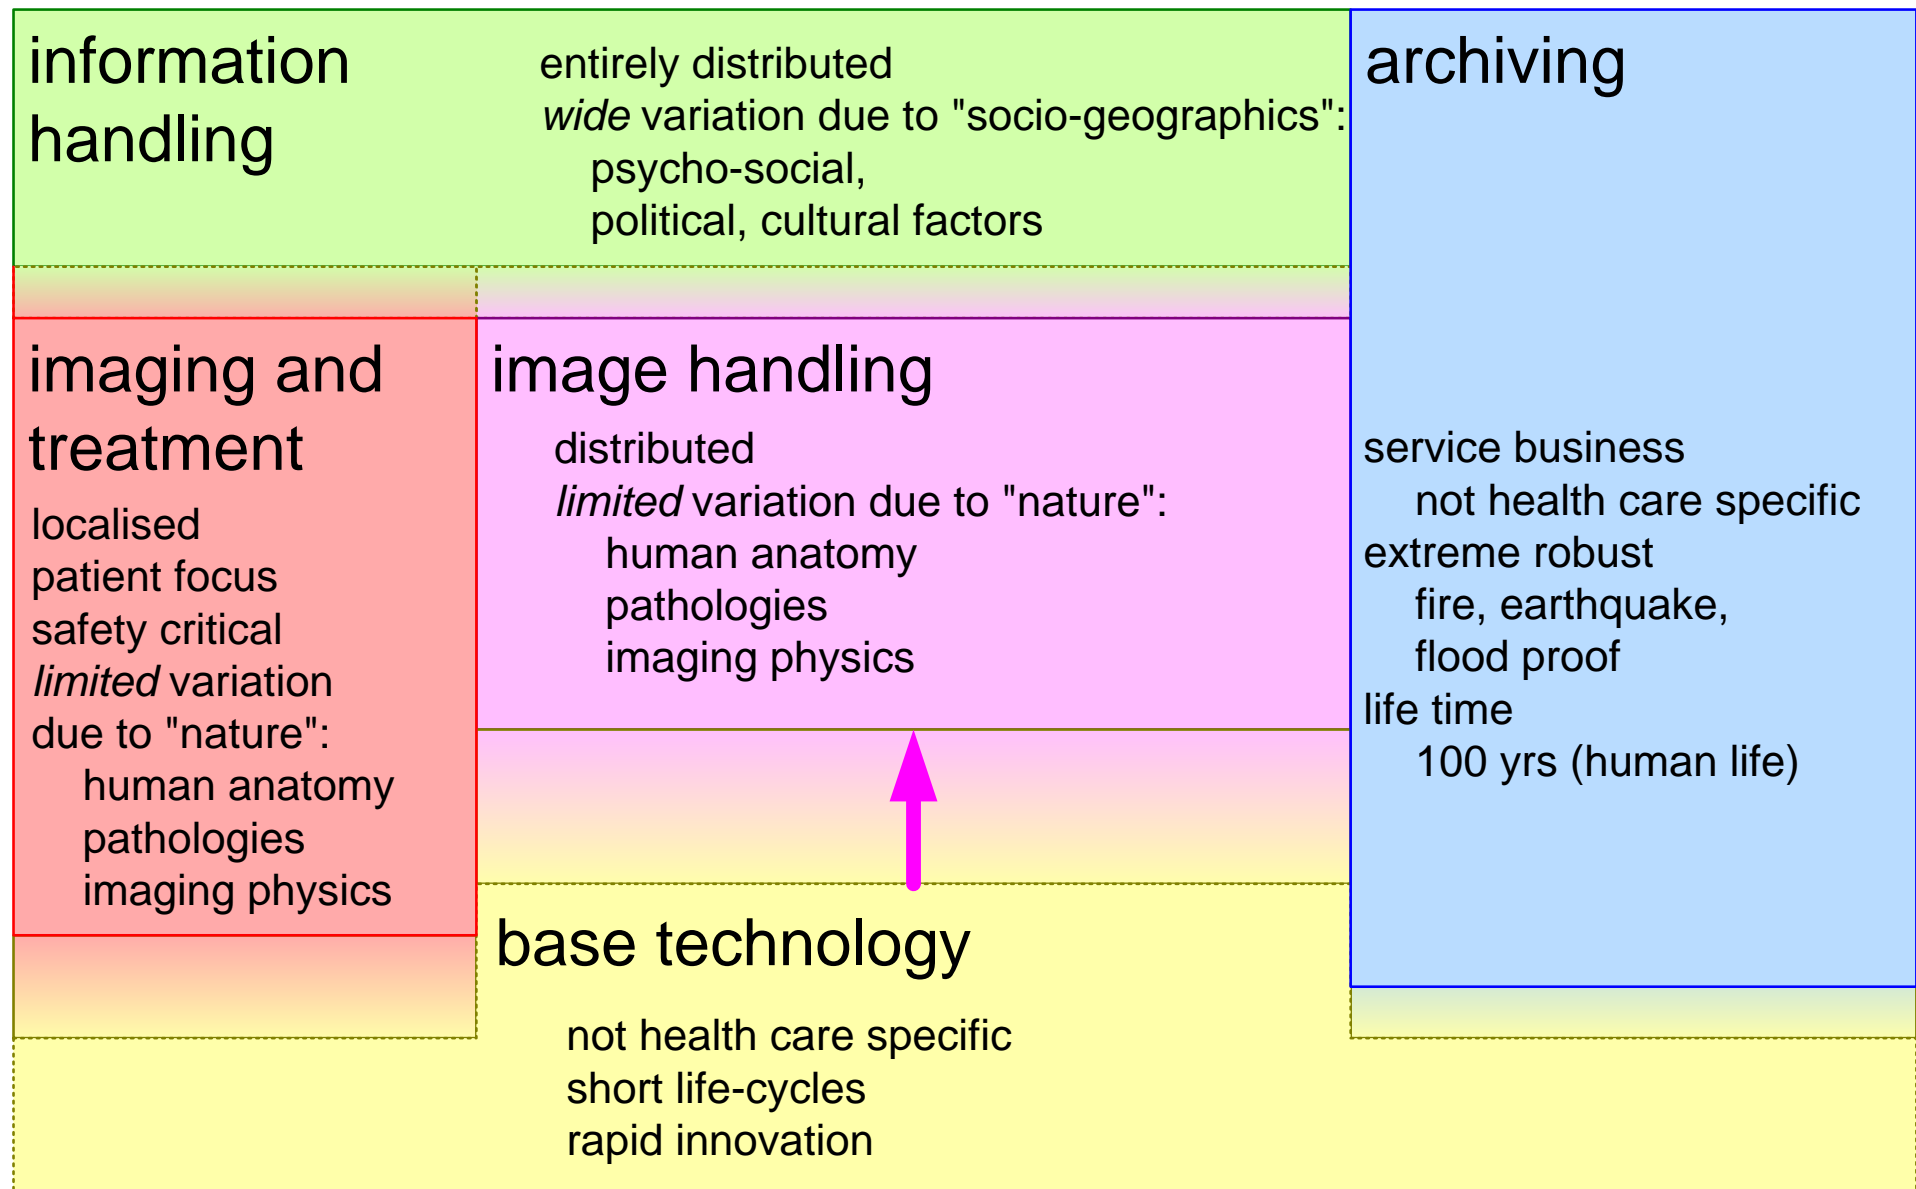 information
handling
entirely distributed
wide variation due to "socio-geographics":
psycho-social,
political, cultural factors
archiving
service business
not health care specific
extreme robust
fire, earthquake,
flood proof
life time
100 yrs (human life)
imaging and
treatment
localised
patient focus
safety critical
limited variation
due to "nature":
human anatomy
pathologies
imaging physics
image handling
distributed
limited variation due to "nature":
human anatomy
pathologies
imaging physics
base technology
not health care specific
short life-cycles
rapid innovation